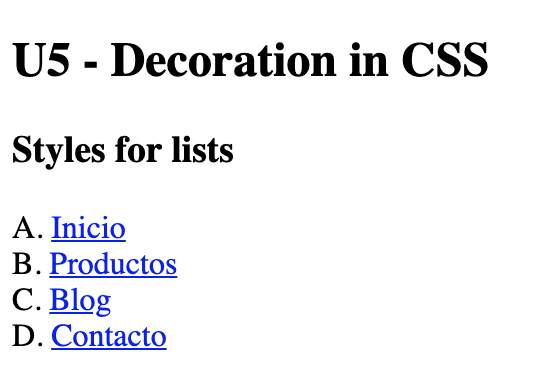 U5 - Decoration in CSS
Styles for lists
A. Inicio
B. Productos
C. Blog
D. Contacto